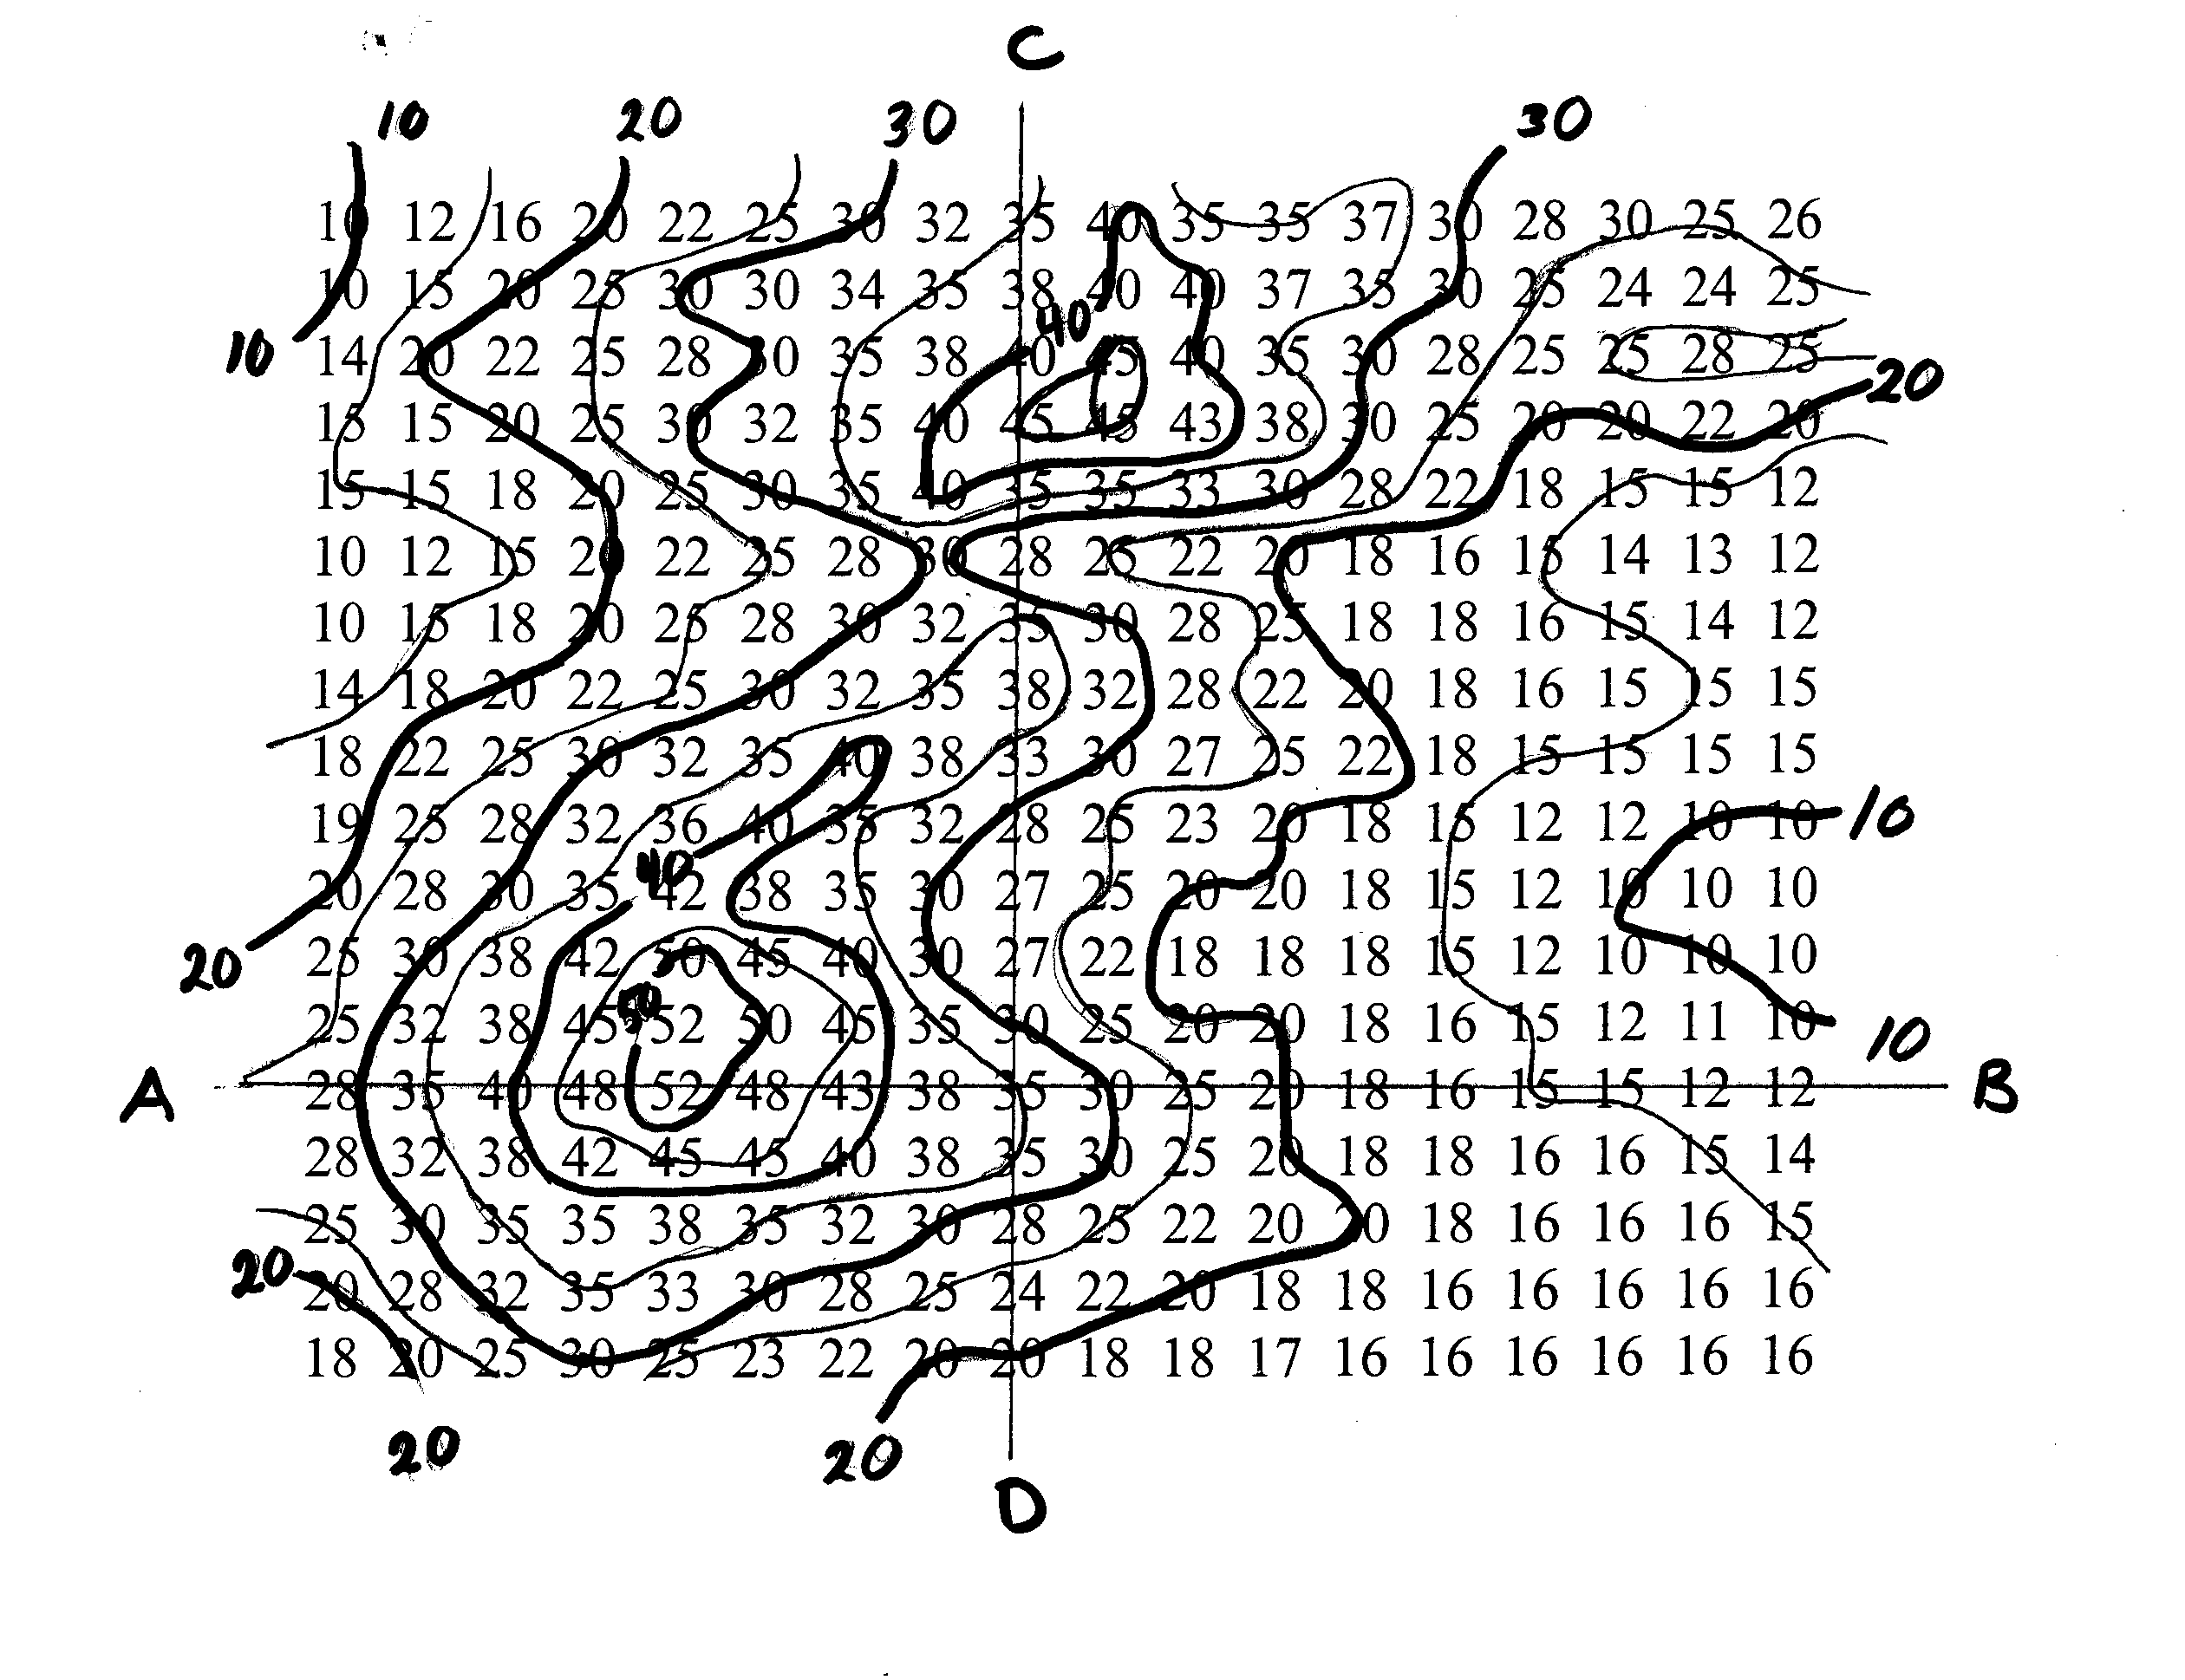 C
10 20 30 30
10 12 16 20 22 25 30 32 35 40 35 35 37 30 28 30 25 26
10 15 20 25 30 30 34 35 38 40 40 37 35 30 25 24 24 25
40
10 14 20 22 25 28 30 35 38 40 45 40 35 30 28 25 25 28 25
20
15 15 20 25 30 32 35 40 45 45 43 38 30 25 20 20 22 20
15 15 18 20 25 30 35 40 35 35 33 30 28 22 18 15 15 12
10 12 15 20 22 25 28 30 28 25 22 20 18 16 15 14 13 12
10 15 18 20 25 28 30 32 35 30 28 25 18 18 16 15 14 12
14 18 20 22 25 30 32 35 38 32 28 22 20 18 16 15 15 15
18 22 25 30 32 35 40 38 33 30 27 25 22 18 15 15 15 15
19 25 28 32 36 40 35 32 28 25 23 20 18 15 12 12 10 10 10
40
20 28 30 35 42 38 35 30 27 25 20 20 18 15 12 10 10 10
20 25 30 38 42 50 45 40 30 27 22 18 18 18 15 12 10 10 10
50
25 32 38 45 52 50 45 35 30 25 20 20 18 16 15 12 11 10
10
A 28 35 40 48 52 48 43 38 35 30 25 20 18 16 15 15 12 12 B
28 32 38 42 45 45 40 38 35 30 25 20 18 18 16 16 15 14
25 30 35 35 38 35 32 30 28 25 22 20 20 18 16 16 16 15
20 20 28 32 35 33 30 28 25 24 22 20 18 18 16 16 16 16 16
18 20 25 30 25 23 22 20 20 18 18 17 16 16 16 16 16 16
20 20
D